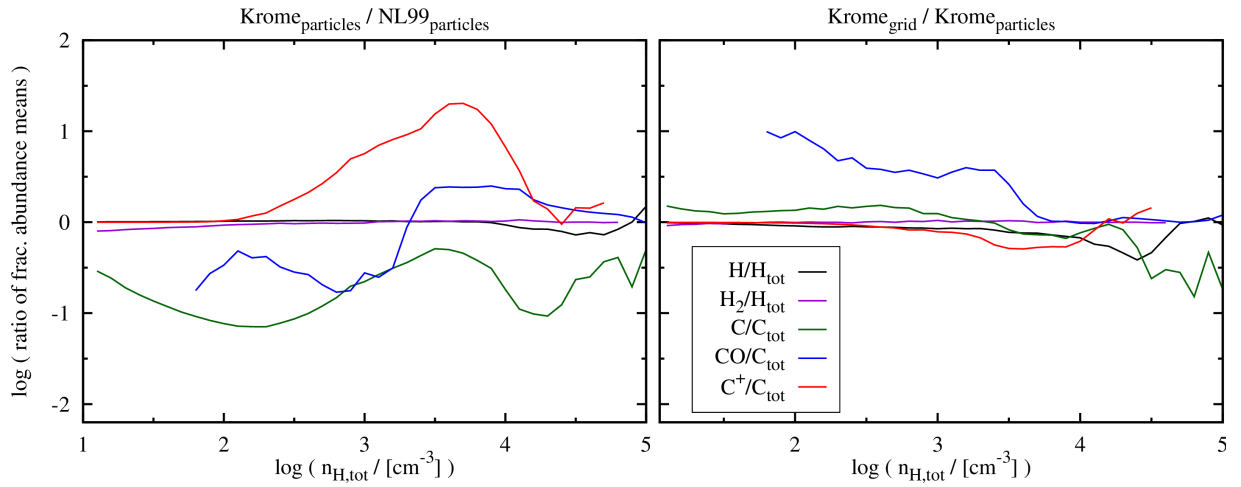 Krome_particles / NL99_particles
Krome_grid / Krome_particles
log ( ratio of frac. abundance means )
2
1
0
-1
-2
1 2 3 4 5
2 3 4 5
log ( n_H,tot / [cm^-3] )
log ( n_H,tot / [cm^-3] )
H/H_tot
H_2/H_tot
C/C_tot
CO/C_tot
C^+/C_tot